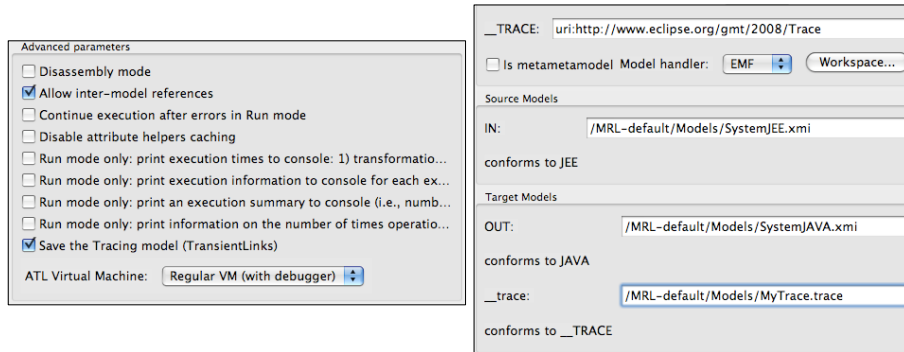 Advanced parameters
Disassembly mode
Allow inter-model references
Continue execution after errors in Run mode
Disable attribute helpers caching
Run mode only: print execution times to console: 1) transformatio...
Run mode only: print execution information to console for each ex...
Run mode only: print an execution summary to console (i.e., numb...
Run mode only: print information on the number of times operatio...
Save the Tracing model (TransientLinks)
ATL Virtual Machine: Regular VM (with debugger)
__TRACE: uri:http://www.eclipse.org/gmt/2008/Trace
Is metametamodel Model handler: EMF Workspace...
Source Models
IN: /MRL-default/Models/SystemJEE.xmi
conforms to JEE
Target Models
OUT: /MRL-default/Models/SystemJAVA.xmi
conforms to JAVA
__trace: /MRL-default/Models/MyTrace.trace
conforms to __TRACE